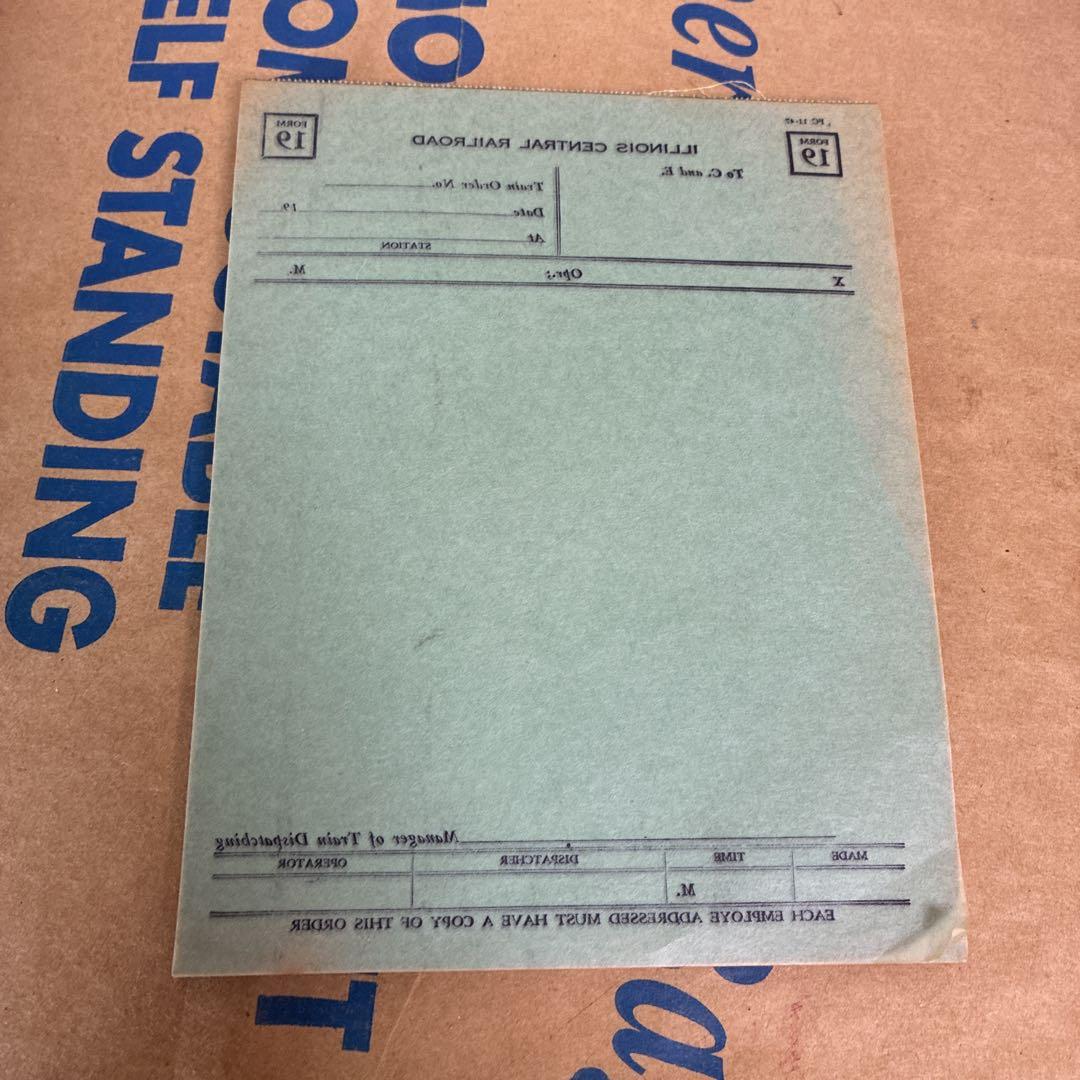 FORM 19
ILLINOIS CENTRAL RAILROAD
FORM 19
To C. and E.
Train Order No.
Date 19
At
STATION
X Opr.; M.
Manager of Train Dispatching
MADE TIME DISPATCHER OPERATOR
M.
EACH EMPLOYE ADDRESSED MUST HAVE A COPY OF THIS ORDER
SELF STANDING